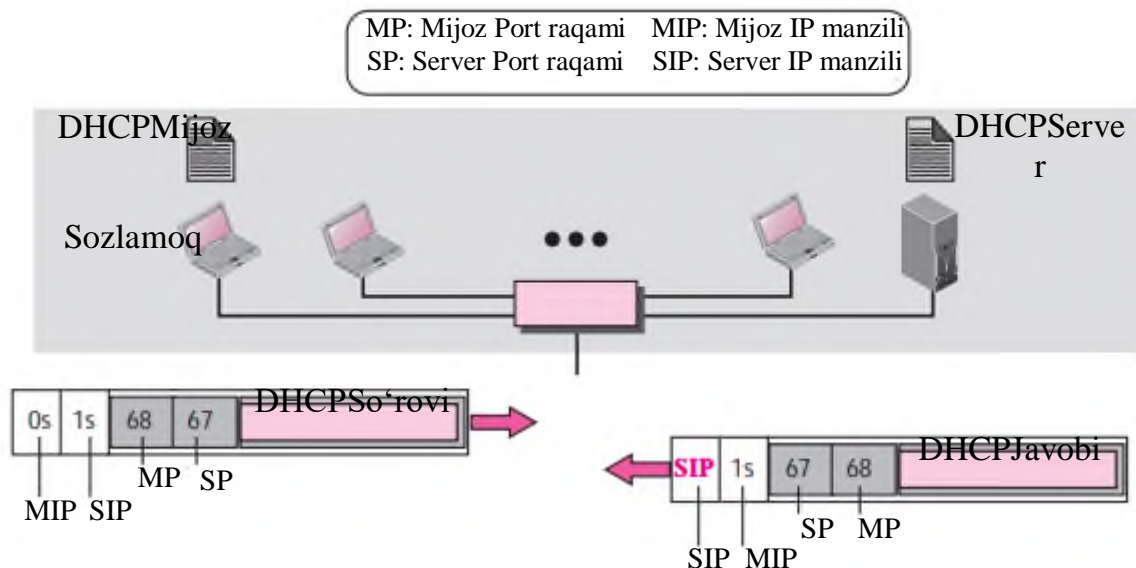 MP: Mijoz Port raqami MIP: Mijoz IP manzili
SP: Server Port raqami SIP: Server IP manzili
DHCPMijoz
DHCPServe
r
Sozlamoq
DHCPSo‘rovi
0s 1s 68 67
MP SP
MIP SIP
DHCPJavobi
SIP 1s 67 68
SP MP
SIP MIP